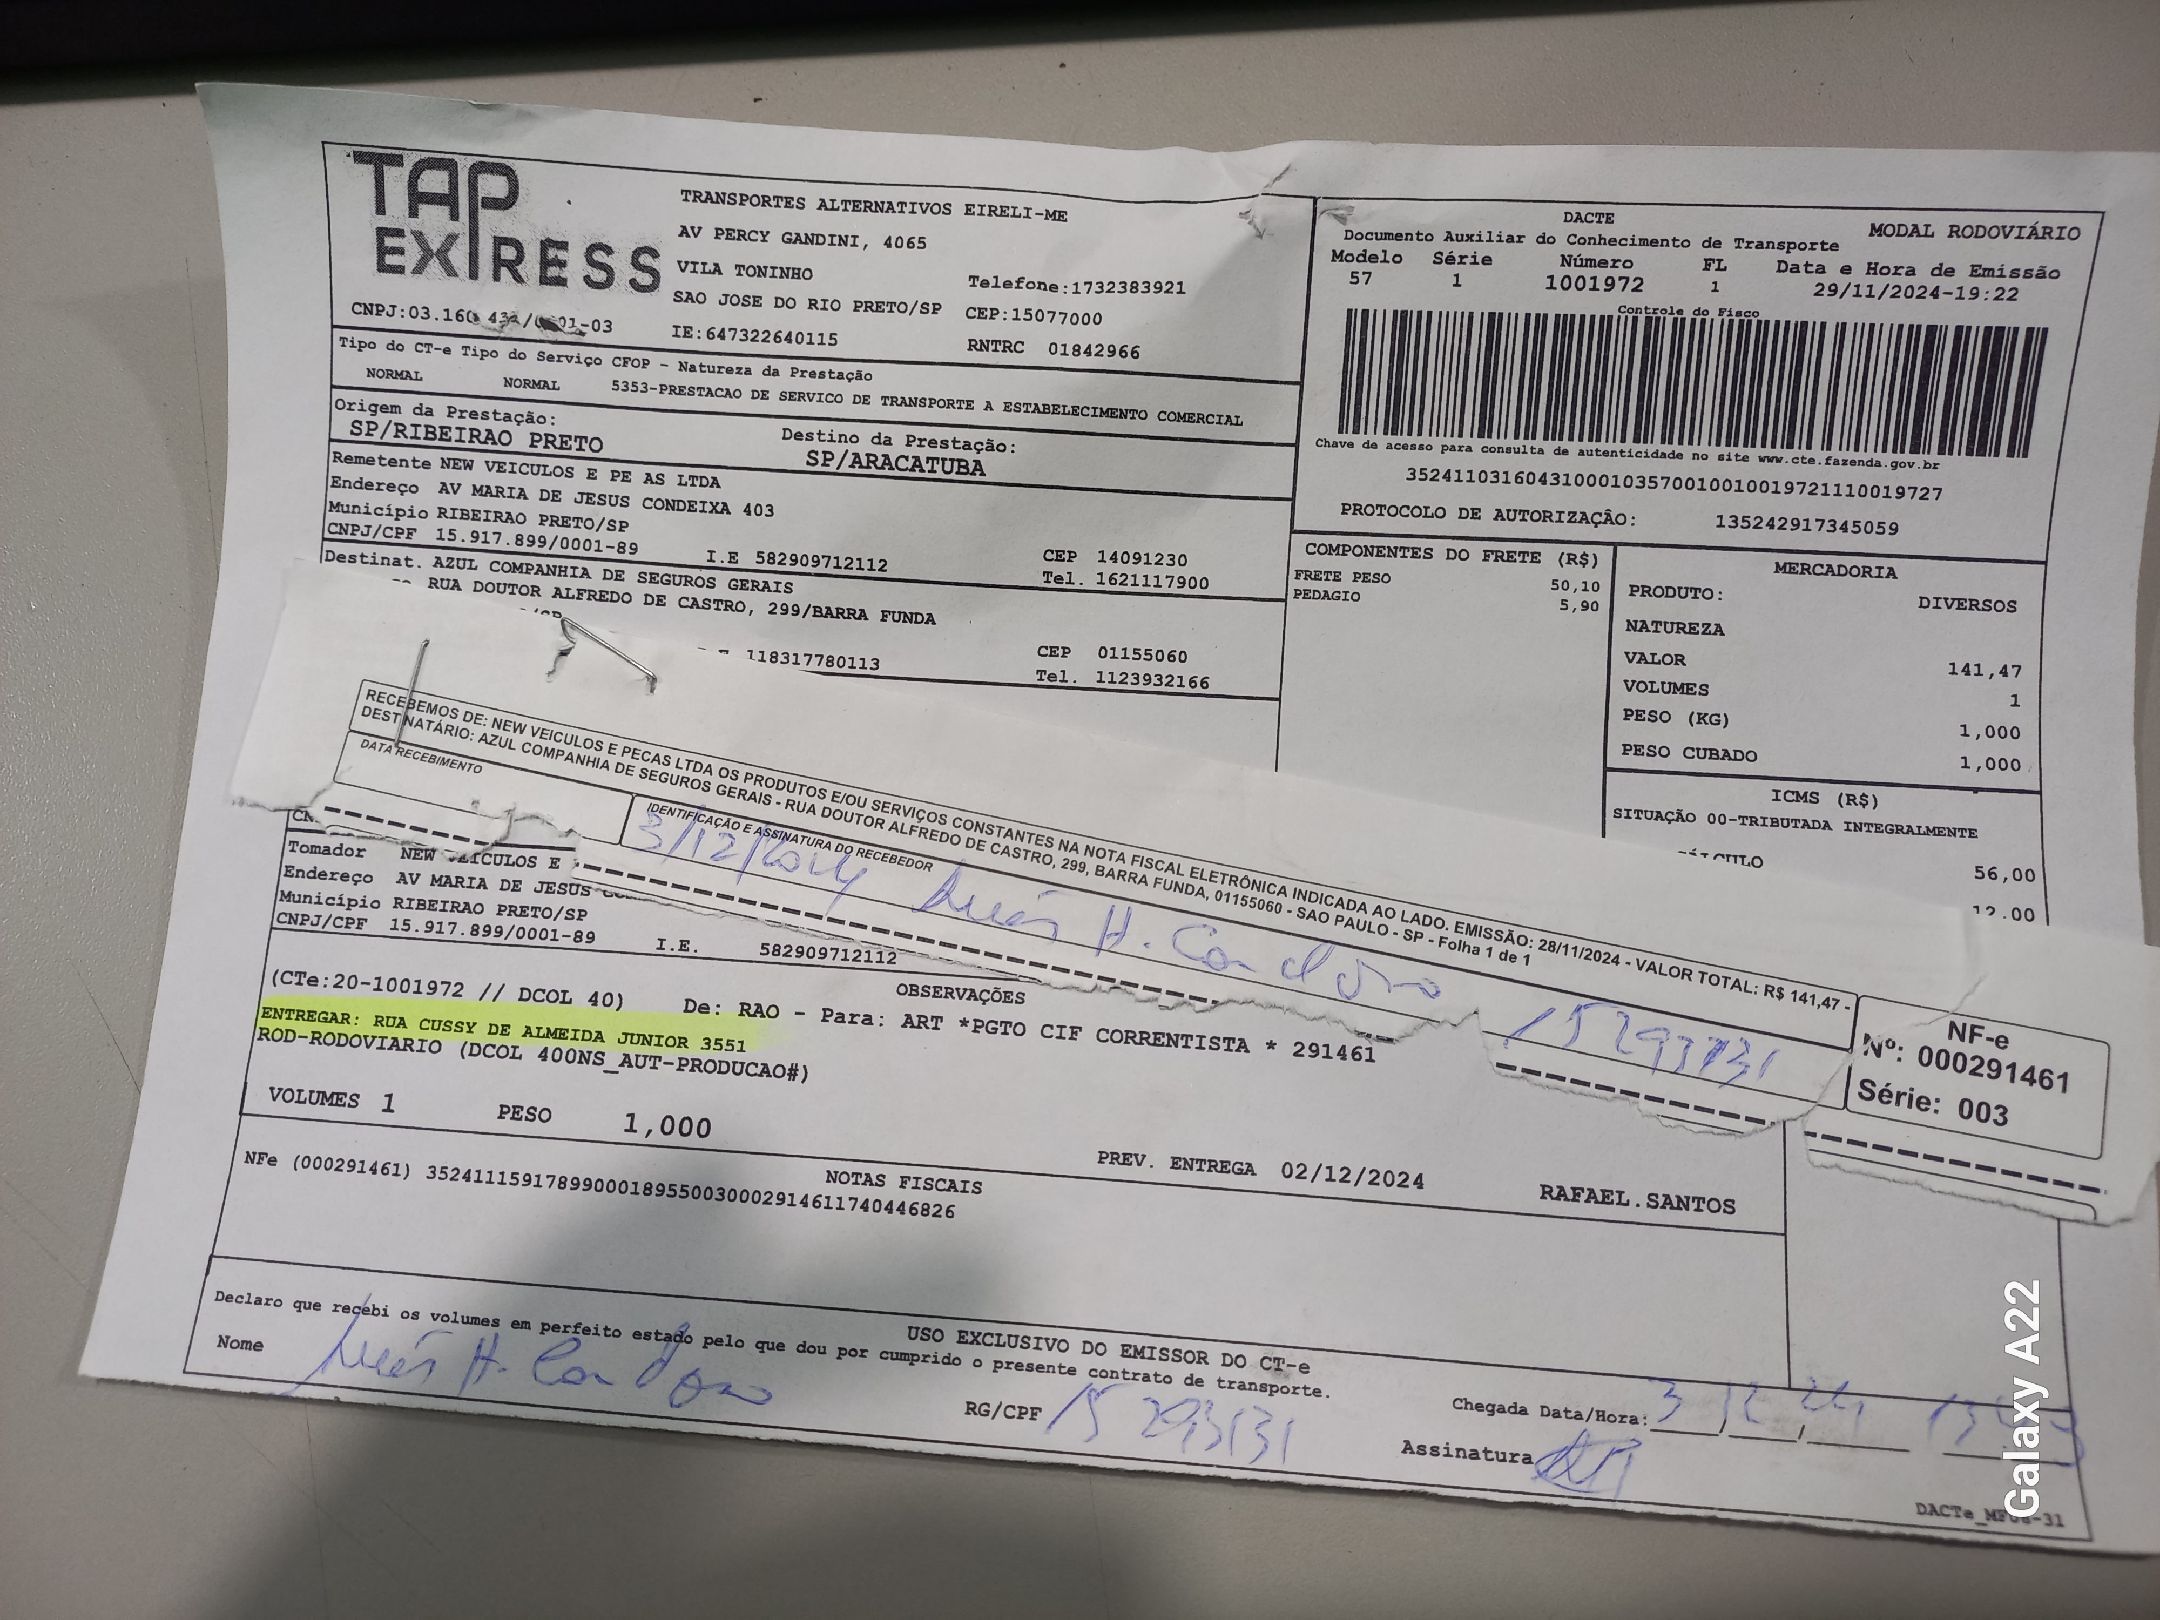 TAP
EXPRESS
TRANSPORTES ALTERNATIVOS EIRELI-ME
AV PERCY GANDINI, 4065
VILA TONINHO
Telefone:1732383921
SAO JOSE DO RIO PRETO/SP CEP:15077000
CNPJ:03.160 /0001-03
IE:647322640115 RNTRC 01842966
DACTE
MODAL RODOVIÁRIO
Documento Auxiliar do Conhecimento de Transporte
Modelo Série Número FL Data e Hora de Emissão
57 1 1001972 1 29/11/2024-19:22
Controle do Fisco
Chave de acesso para consulta de autenticidade no site www.cte.fazenda.gov.br
35241103160431000103570010010019721110019727
PROTOCOLO DE AUTORIZAÇÂO: 135242917345059
Tipo do CT-e Tipo do Serviço CFOP - Natureza da Prestação
NORMAL NORMAL 5353-PRESTACAO DE SERVICO DE TRANSPORTE A ESTABELECIMENTO COMERCIAL
Origem da Prestação: Destino da Prestação:
SP/RIBEIRAO PRETO SP/ARACATUBA
Remetente NEW VEICULOS E PE AS LTDA
Endereço AV MARIA DE JESUS CONDEIXA 403
Município RIBEIRAO PRETO/SP CEP 14091230
CNPJ/CPF 15.917.899/0001-89 I.E 582909712112 Tel. 1621117900
Destinat. AZUL COMPANHIA DE SEGUROS GERAIS
RUA DOUTOR ALFREDO DE CASTRO, 299/BARRA FUNDA
CEP 01155060
118317780113 Tel. 1123932166
COMPONENTES DO FRETE (R$)
FRETE PESO 50,10
PEDAGIO 5,90
MERCADORIA
PRODUTO: DIVERSOS
NATUREZA
VALOR 141,47
VOLUMES 1
PESO (KG) 1,000
PESO CUBADO 1,000
ICMS (R$)
SITUAÇÃO 00-TRIBUTADA INTEGRALMENTE
56,00
12.00
RECEBEMOS DE: NEW VEICULOS E PECAS LTDA OS PRODUTOS E/OU SERVIÇOS CONSTANTES NA NOTA FISCAL ELETRÔNICA INDICADA AO LADO. EMISSÃO: 28/11/2024 - VALOR TOTAL: R$ 141,47 -
DESTINATÁRIO: AZUL COMPANHIA DE SEGUROS GERAIS - RUA DOUTOR ALFREDO DE CASTRO, 299, BARRA FUNDA, 01155060 - SAO PAULO - SP - Folha 1 de 1
DATA RECEBIMENTO
IDENTIFICAÇÃO E ASSINATURA DO RECEBEDOR
3/12/2024 H. 15293131
NF-e
Nº: 000291461
Série: 003
Tomador NEW VEICULOS E
Endereço AV MARIA DE JESUS
Município RIBEIRAO PRETO/SP
CNPJ/CPF 15.917.899/0001-89 I.E. 582909712112
OBSERVAÇÕES
(CTe:20-1001972 // DCOL 40) De: RAO - Para: ART *PGTO CIF CORRENTISTA * 291461
ENTREGAR: RUA CUSSY DE ALMEIDA JUNIOR 3551
ROD-RODOVIARIO (DCOL 400NS_AUT-PRODUCAO#)
VOLUMES 1 PESO 1,000 PREV. ENTREGA 02/12/2024 RAFAEL.SANTOS
NOTAS FISCAIS
NFe (000291461) 35241115917899000189550030002914611740446826
USO EXCLUSIVO DO EMISSOR DO CT-e
Declaro que recebi os volumes em perfeito estado pelo que dou por cumprido o presente contrato de transporte.
Nome H. RG/CPF 15293131 Chegada Data/Hora: 3 12 24
Assinatura
Galaxy A22